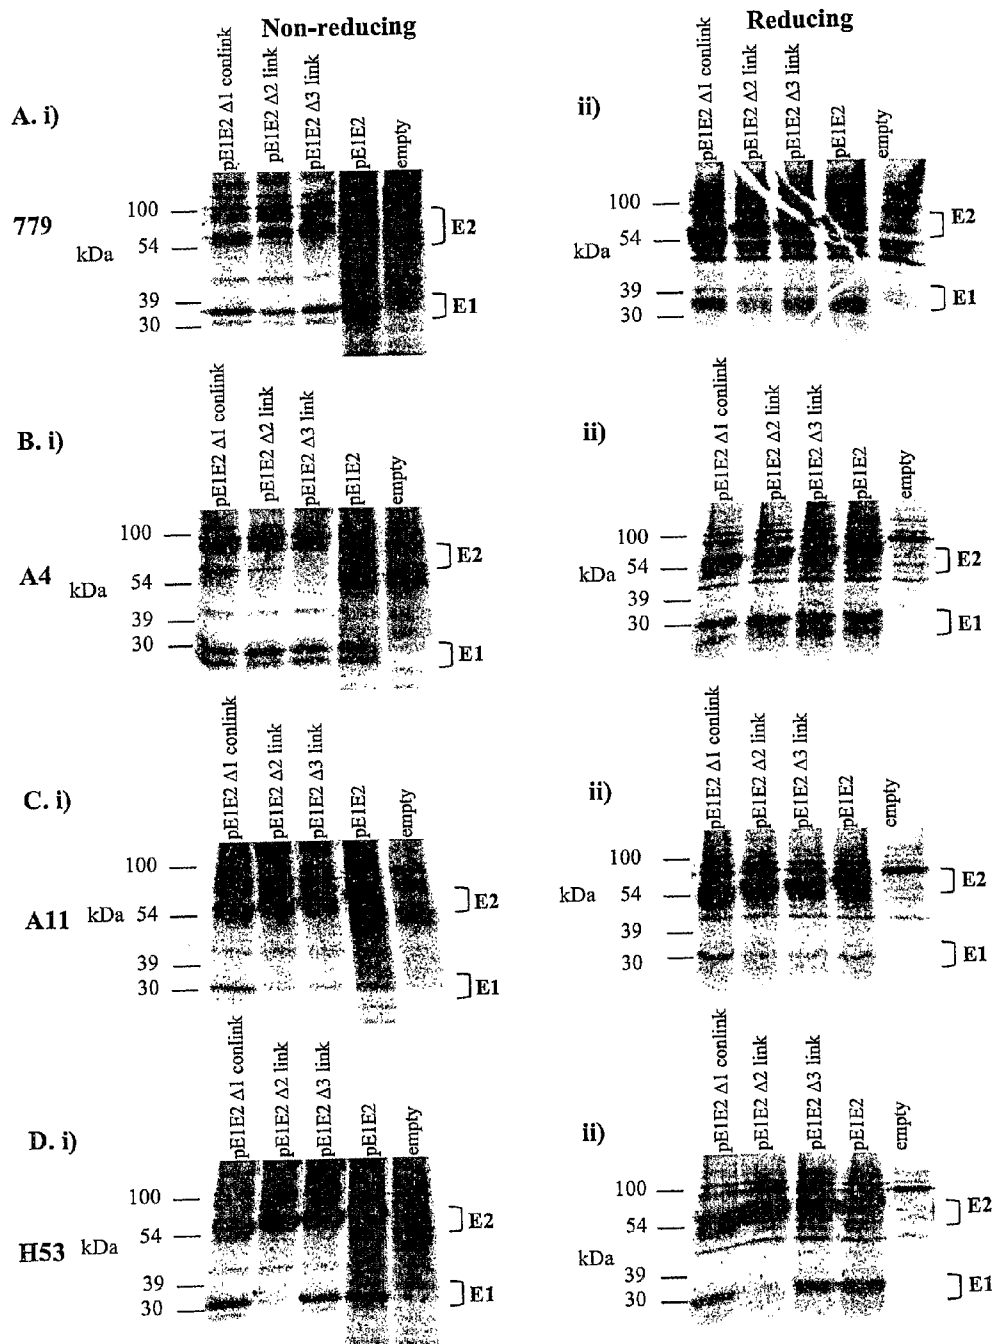 Non-reducing
Reducing
A. i)
pE1E2 Δ1 conlink
pE1E2 Δ2 link
pE1E2 Δ3 link
pE1E2
empty
779
100
54
kDa
39
30
E2
E1
ii)
pE1E2 Δ1 conlink
pE1E2 Δ2 link
pE1E2 Δ3 link
pE1E2
empty
100
54
kDa
39
30
E2
E1
B. i)
pE1E2 Δ1 conlink
pE1E2 Δ2 link
pE1E2 Δ3 link
pE1E2
empty
A4
100
54
kDa
39
30
E2
E1
ii)
pE1E2 Δ1 conlink
pE1E2 Δ2 link
pE1E2 Δ3 link
pE1E2
empty
100
54
kDa
39
30
E2
E1
C. i)
pE1E2 Δ1 conlink
pE1E2 Δ2 link
pE1E2 Δ3 link
pE1E2
empty
A11
100
54
kDa
39
30
E2
E1
ii)
pE1E2 Δ1 conlink
pE1E2 Δ2 link
pE1E2 Δ3 link
pE1E2
empty
100
54
kDa
39
30
E2
E1
D. i)
pE1E2 Δ1 conlink
pE1E2 Δ2 link
pE1E2 Δ3 link
pE1E2
empty
H53
100
54
kDa
39
30
E2
E1
ii)
pE1E2 Δ1 conlink
pE1E2 Δ2 link
pE1E2 Δ3 link
pE1E2
empty
100
54
kDa
39
30
E2
E1